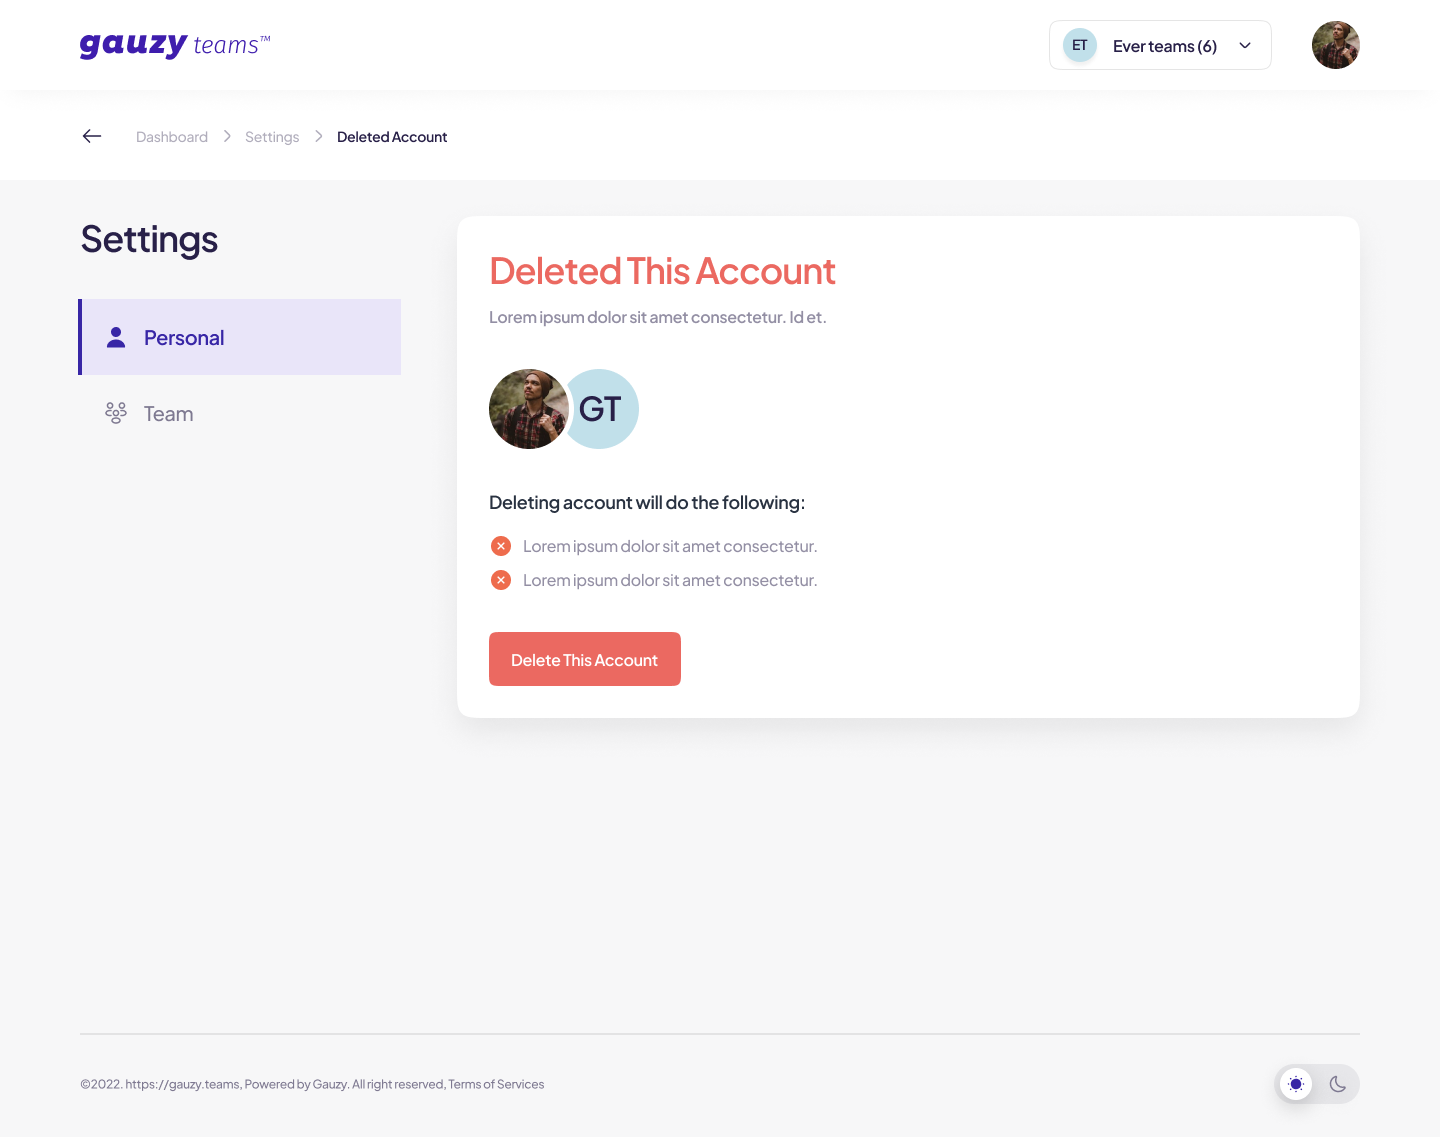 gauzy teams™
ET Ever teams (6)
Dashboard Settings Deleted Account
Settings
Personal
Team
Deleted This Account
Lorem ipsum dolor sit amet consectetur. Id et.
GT
Deleting account will do the following:
Lorem ipsum dolor sit amet consectetur.
Lorem ipsum dolor sit amet consectetur.
Delete This Account
©2022. https://gauzy.teams, Powered by Gauzy. All right reserved, Terms of Services